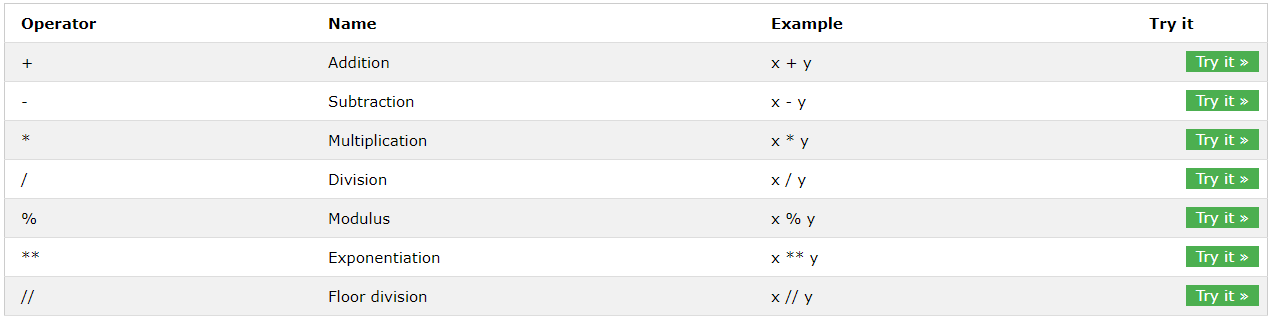 Operator Name Example Try it
+ Addition x + y Try it »
- Subtraction x - y Try it »
* Multiplication x * y Try it »
/ Division x / y Try it »
% Modulus x % y Try it »
** Exponentiation x ** y Try it »
// Floor division x // y Try it »